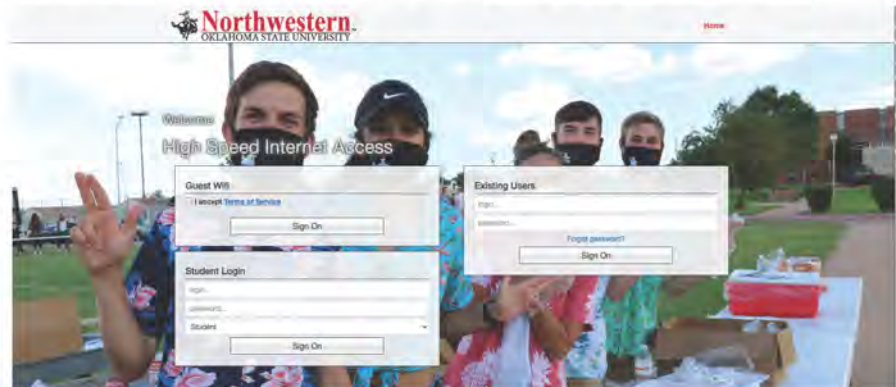 Northwestern
OKLAHOMA STATE UNIVERSITY
Home
Welcome
High Speed Internet Access
Guest Wifi
I accept Terms of Service
Sign On
Student Login
login...
password...
Student
Sign On
Existing Users
login...
password...
Forgot password?
Sign On